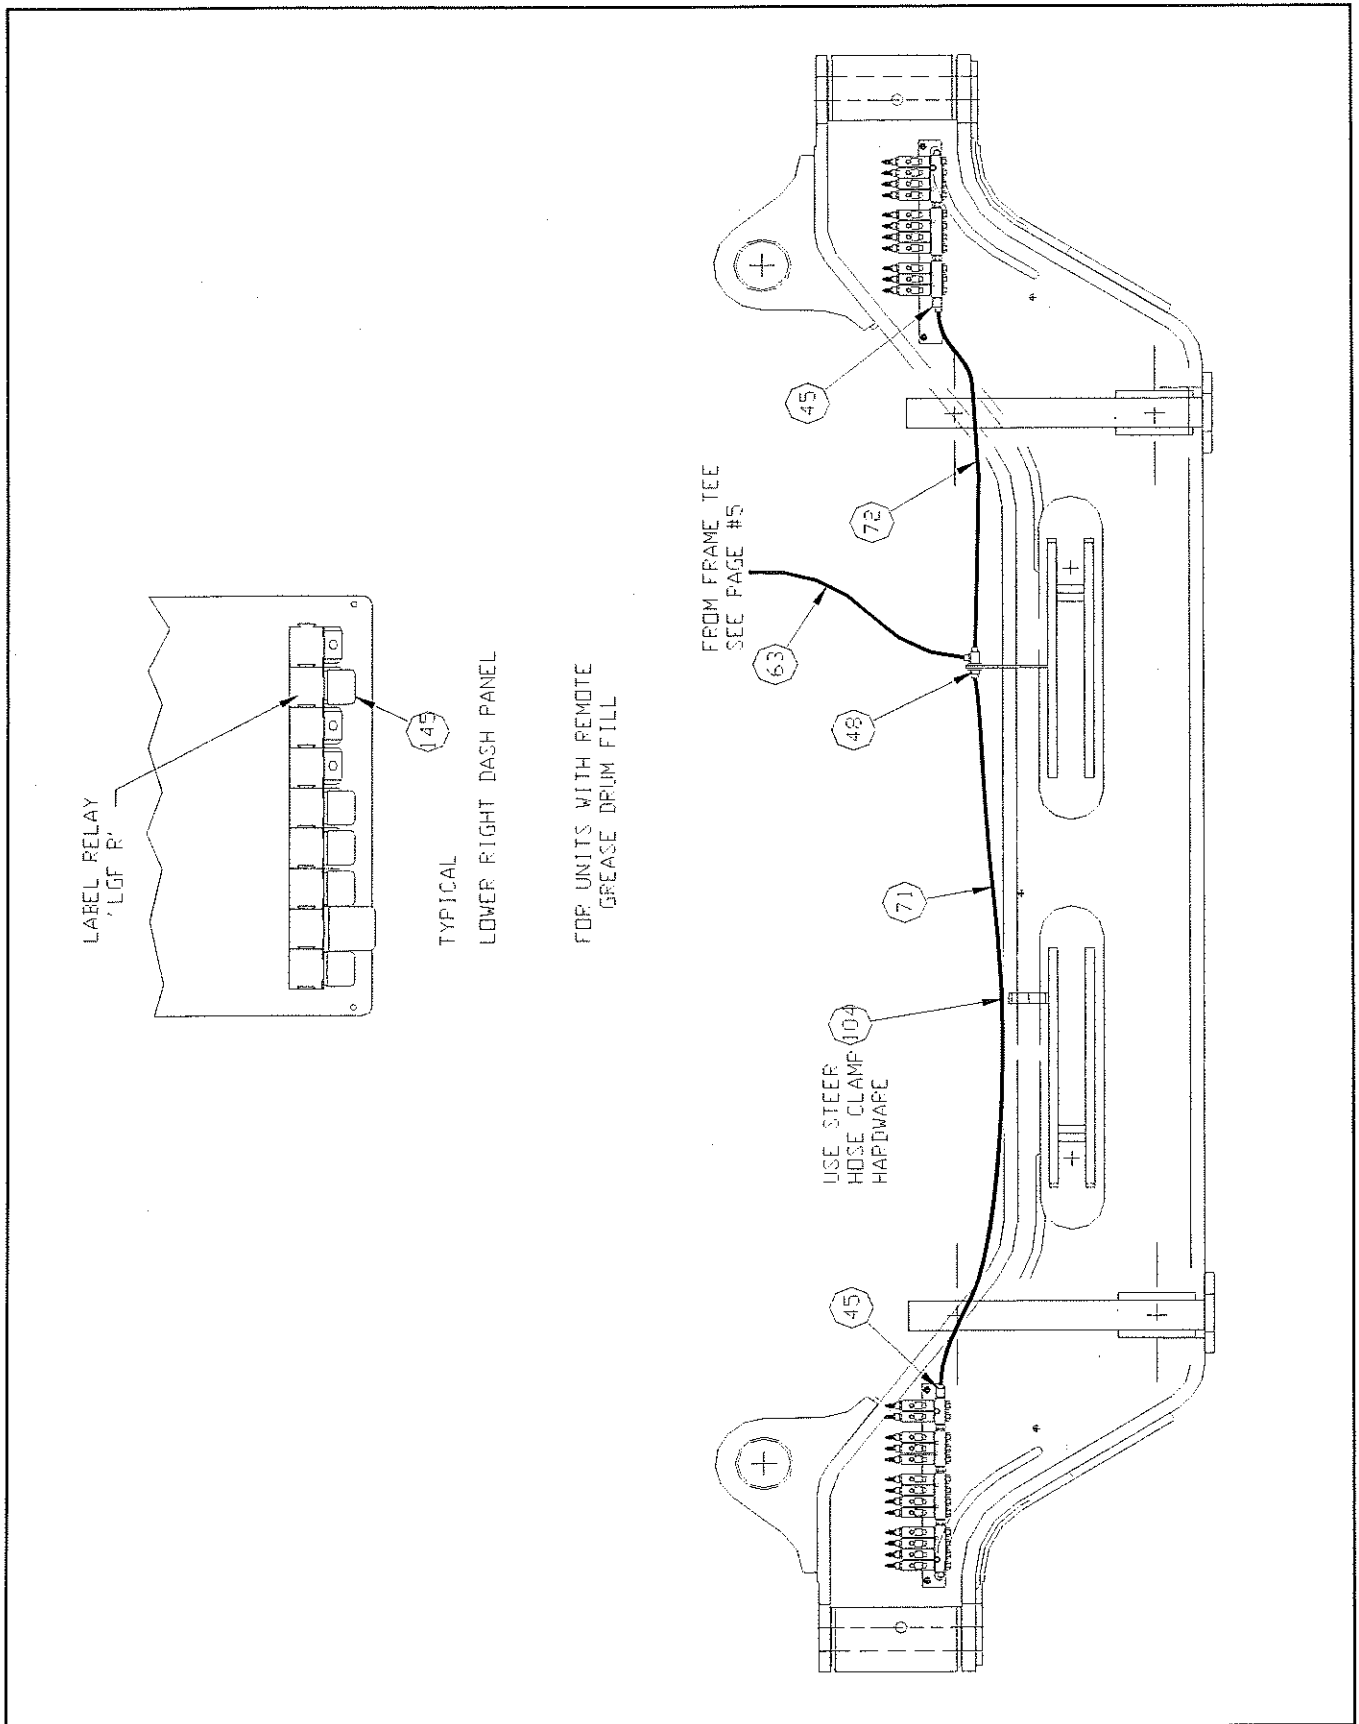 LABEL RELAY
'LGF R'
145
TYPICAL
LOWER RIGHT DASH PANEL
FOR UNITS WITH REMOTE
GREASE DRUM FILL
FROM FRAME TEE
SEE PAGE #5
45
72
63
48
71
USE STEER
HOSE CLAMP
HARDWARE
104
45